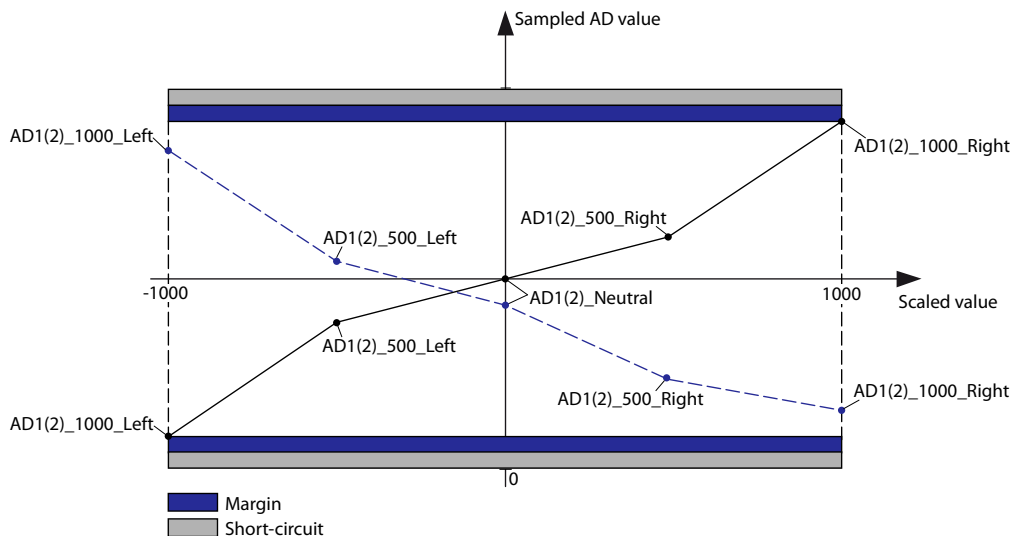 Sampled AD value
AD1(2)_1000_Left
AD1(2)_1000_Right
AD1(2)_500_Right
AD1(2)_500_Left
-1000
AD1(2)_Neutral
1000
Scaled value
AD1(2)_500_Left
AD1(2)_500_Right
AD1(2)_1000_Right
AD1(2)_1000_Left
0
Margin
Short-circuit